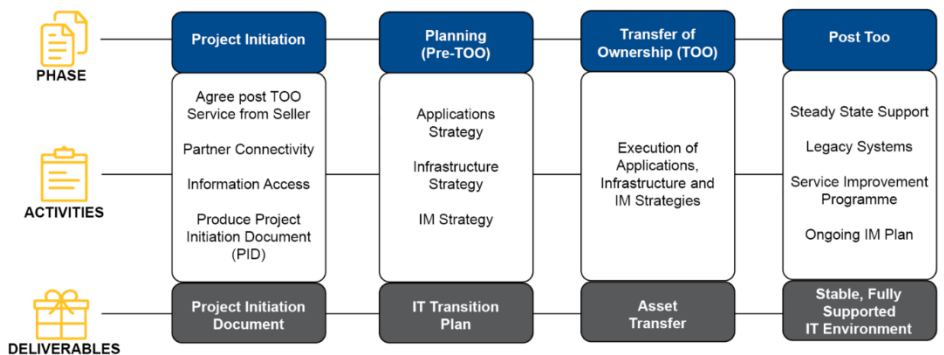 PHASE
Project Initiation
Planning
(Pre-TOO)
Transfer of
Ownership (TOO)
Post Too
ACTIVITIES
Agree post TOO
Service from Seller
Partner Connectivity
Information Access
Produce Project
Initiation Document
(PID)
Applications
Strategy
Infrastructure
Strategy
IM Strategy
Execution of
Applications,
Infrastructure and
IM Strategies
Steady State Support
Legacy Systems
Service Improvement
Programme
Ongoing IM Plan
DELIVERABLES
Project Initiation
Document
IT Transition
Plan
Asset
Transfer
Stable, Fully
Supported
IT Environment